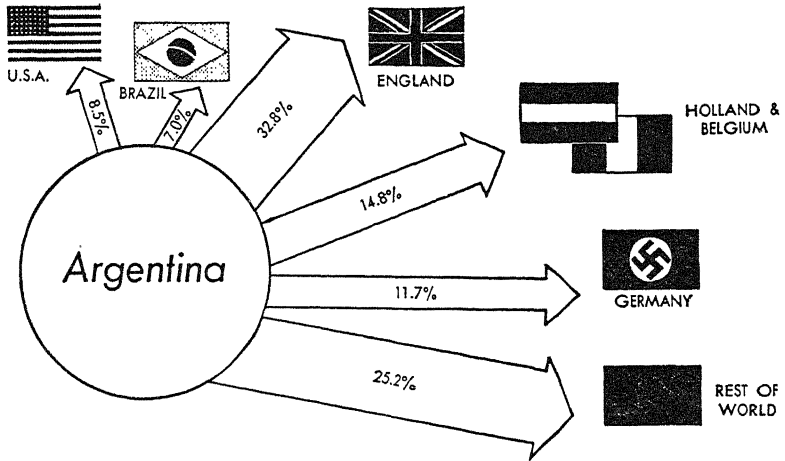 U.S.A.
BRAZIL
ENGLAND
HOLLAND &
BELGIUM
8.5%
7.0%
32.8%
14.8%
Argentina
11.7%
GERMANY
25.2%
REST OF
WORLD